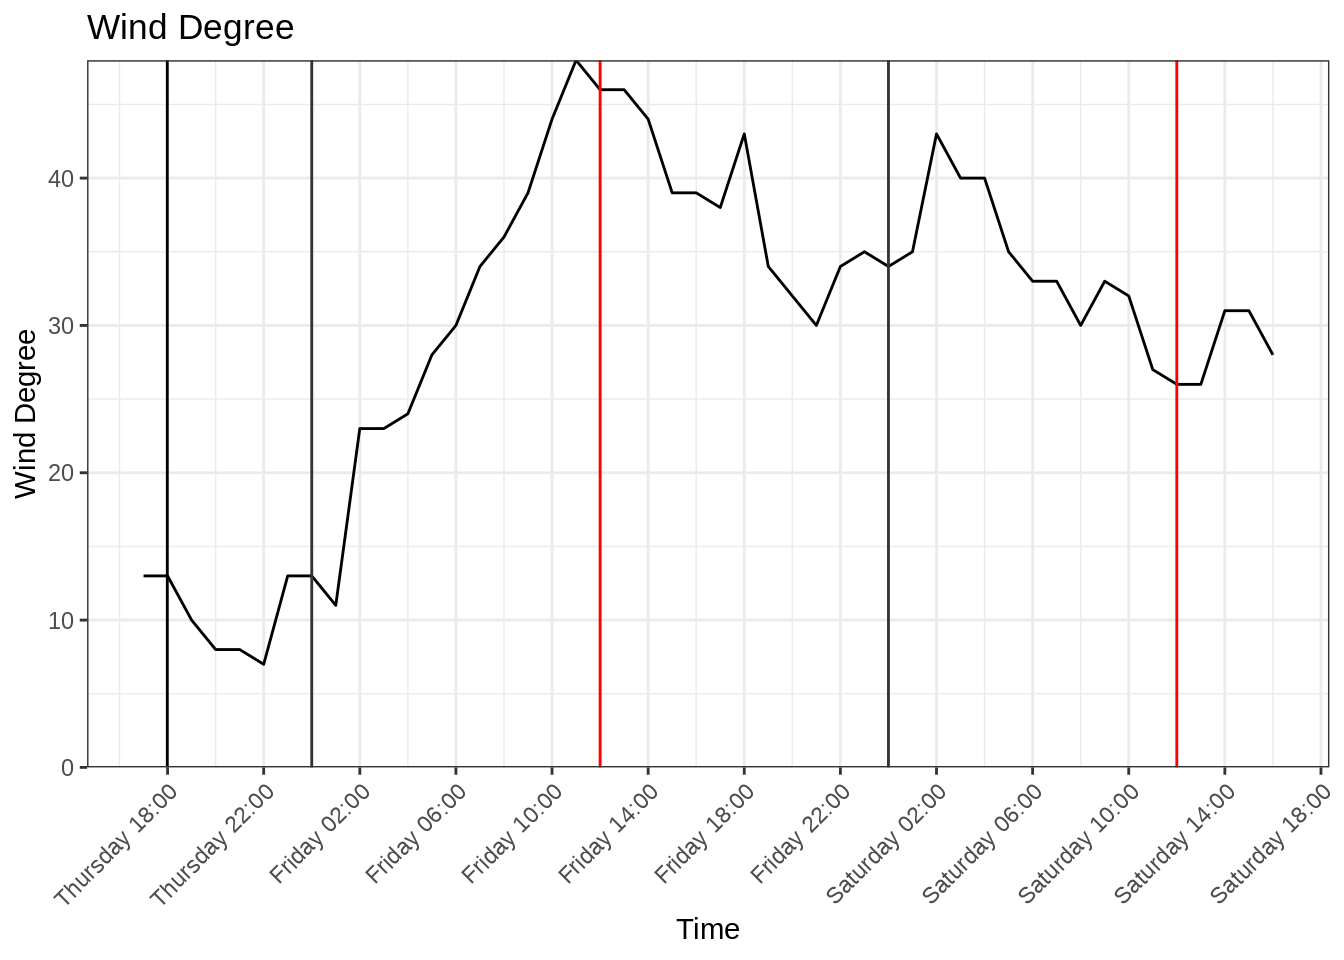 Wind Degree
Wind Degree
40
30
20
10
0
Thursday 18:00
Thursday 22:00
Friday 02:00
Friday 06:00
Friday 10:00
Friday 14:00
Friday 18:00
Friday 22:00
Saturday 02:00
Saturday 06:00
Saturday 10:00
Saturday 14:00
Saturday 18:00
Time